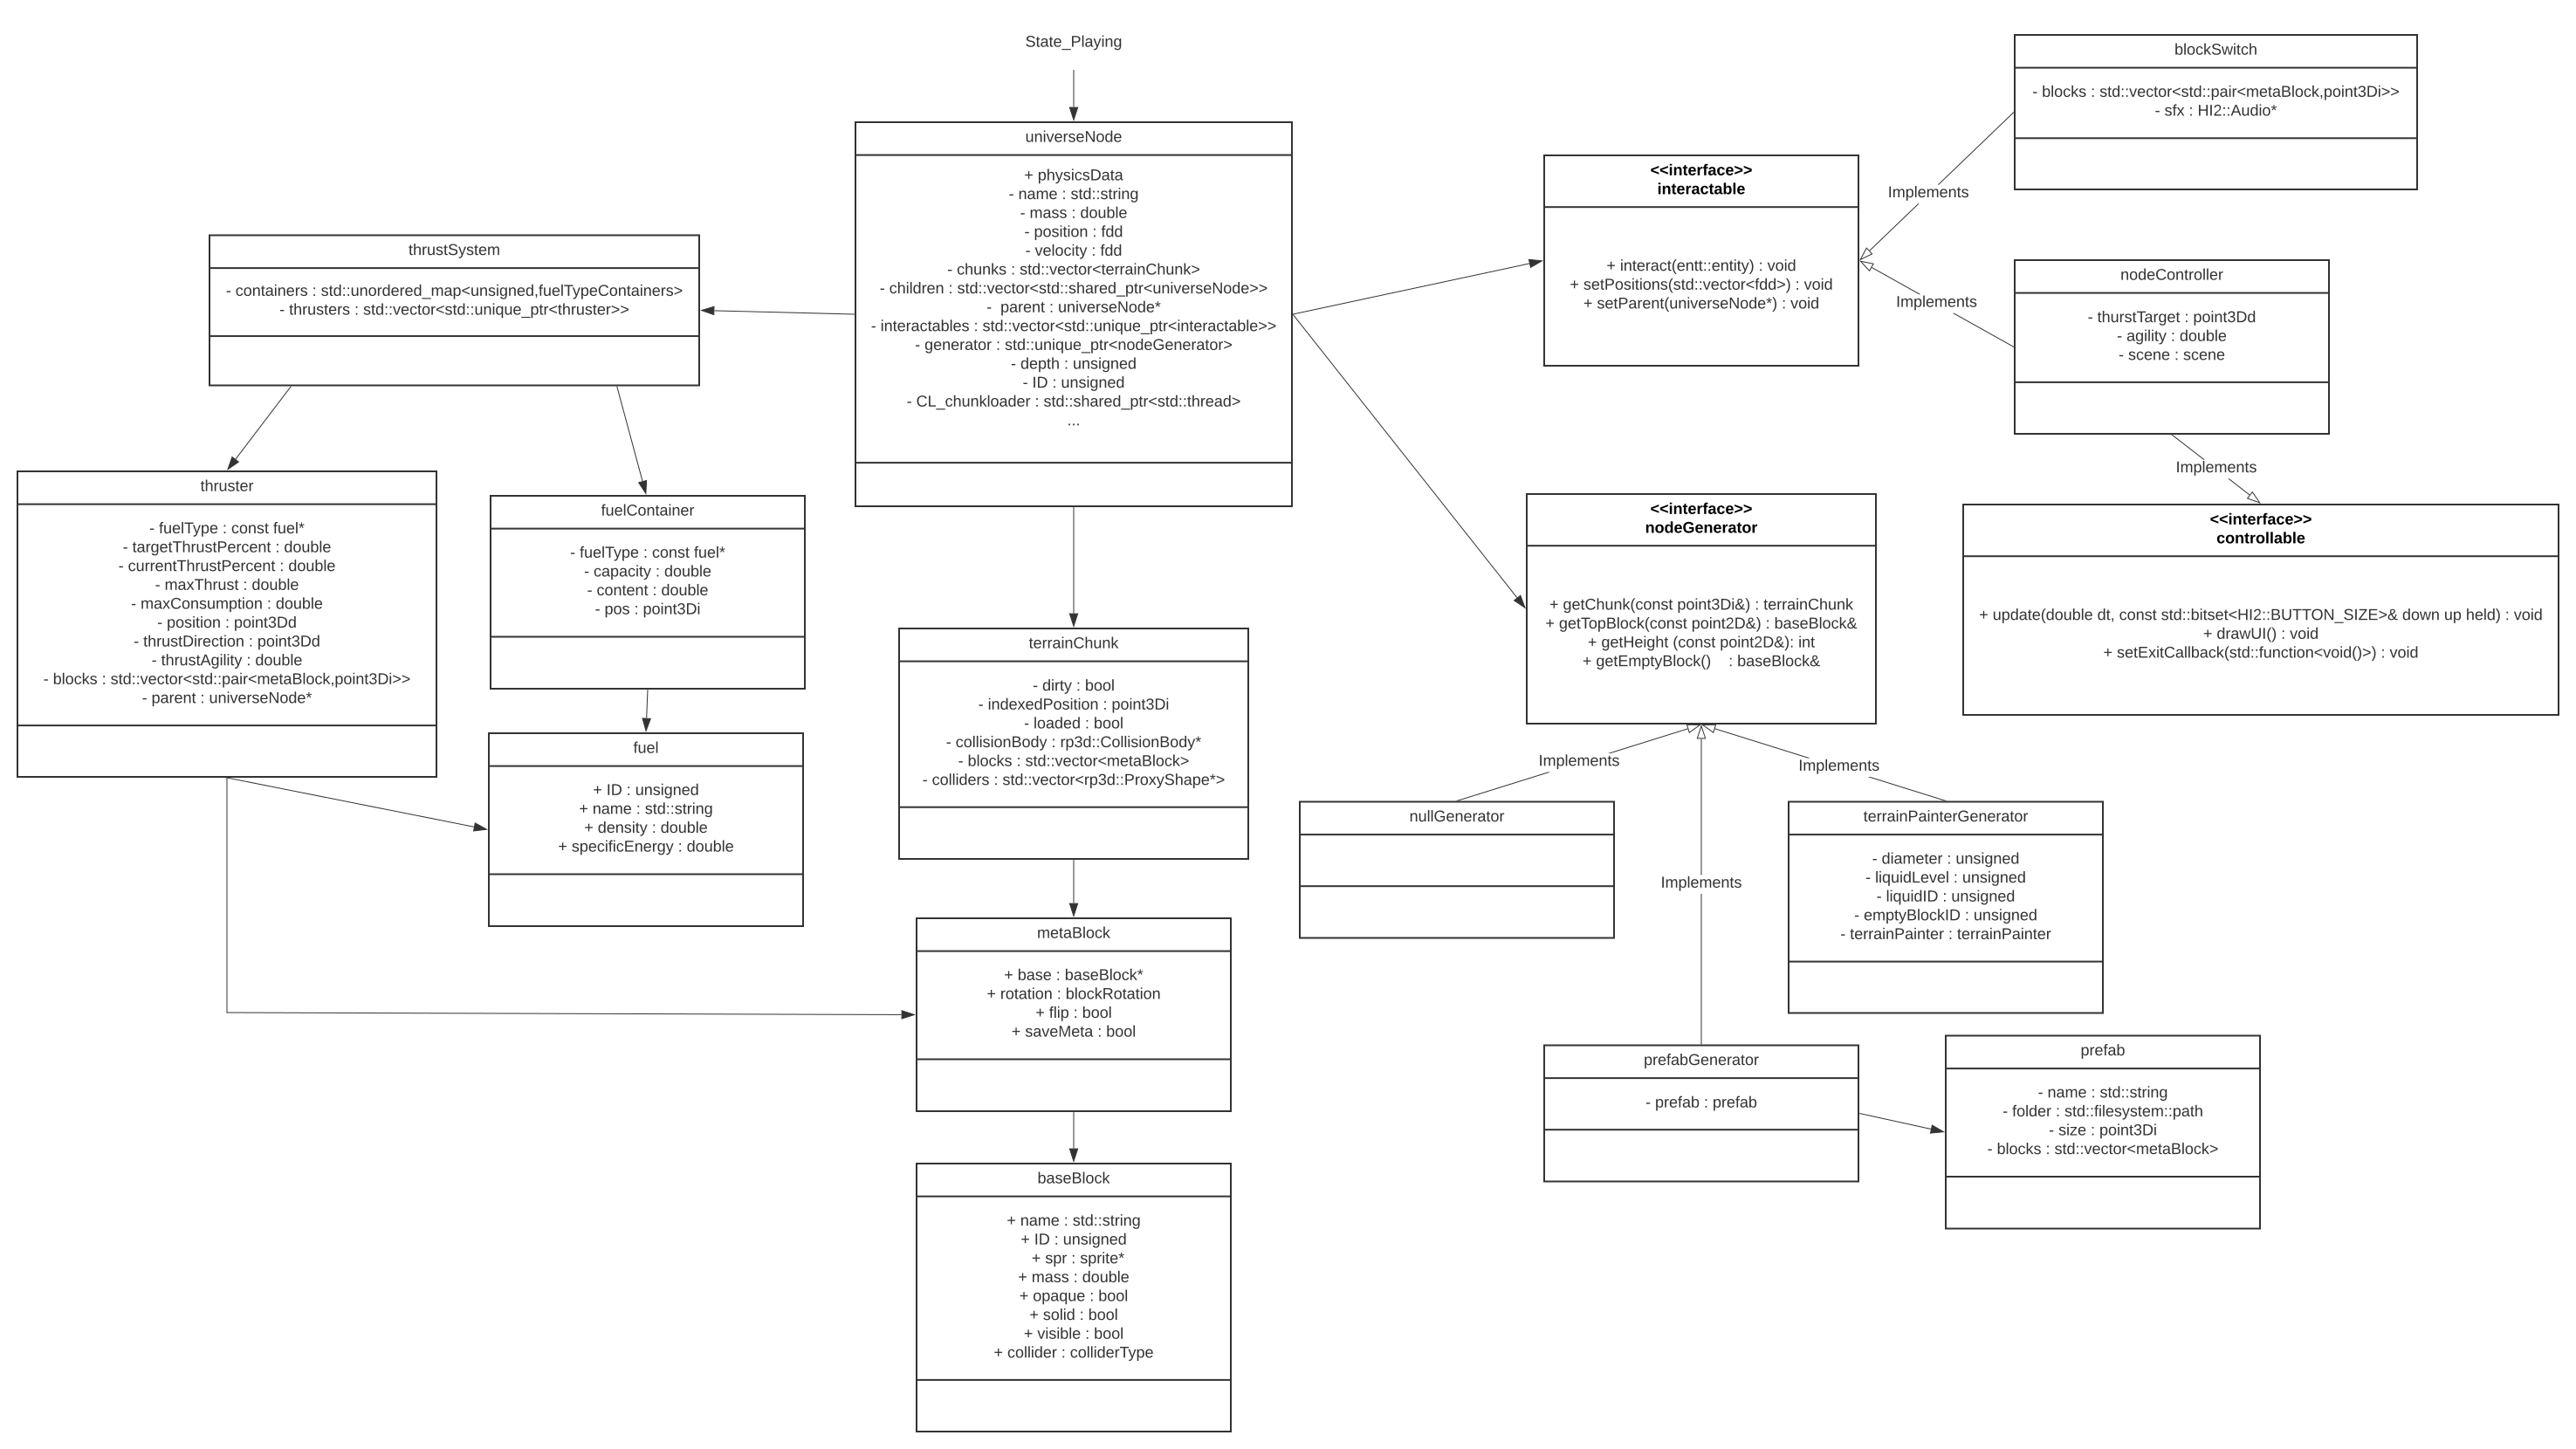 State_Playing
universeNode
+ physicsData
- name : std::string
- mass : double
- position : fdd
- velocity : fdd
- chunks : std::vector<terrainChunk>
- children : std::vector<std::shared_ptr<universeNode>>
- parent : universeNode*
- interactables : std::vector<std::unique_ptr<interactable>>
- generator : std::unique_ptr<nodeGenerator>
- depth : unsigned
- ID : unsigned
- CL_chunkloader : std::shared_ptr<std::thread>
...
thrustSystem
- containers : std::unordered_map<unsigned,fuelTypeContainers>
- thrusters : std::vector<std::unique_ptr<thruster>>
thruster
- fuelType : const fuel*
- targetThrustPercent : double
- currentThrustPercent : double
- maxThrust : double
- maxConsumption : double
- position : point3Dd
- thrustDirection : point3Dd
- thrustAgility : double
- blocks : std::vector<std::pair<metaBlock,point3Di>>
- parent : universeNode*
fuelContainer
- fuelType : const fuel*
- capacity : double
- content : double
- pos : point3Di
fuel
+ ID : unsigned
+ name : std::string
+ density : double
+ specificEnergy : double
terrainChunk
- dirty : bool
- indexedPosition : point3Di
- loaded : bool
- collisionBody : rp3d::CollisionBody*
- blocks : std::vector<metaBlock>
- colliders : std::vector<rp3d::ProxyShape*>
metaBlock
+ base : baseBlock*
+ rotation : blockRotation
+ flip : bool
+ saveMeta : bool
baseBlock
+ name : std::string
+ ID : unsigned
+ spr : sprite*
+ mass : double
+ opaque : bool
+ solid : bool
+ visible : bool
+ collider : colliderType
<<interface>>
interactable
+ interact(entt::entity) : void
+ setPositions(std::vector<fdd>) : void
+ setParent(universeNode*) : void
blockSwitch
- blocks : std::vector<std::pair<metaBlock,point3Di>>
- sfx : HI2::Audio*
Implements
nodeController
- thurstTarget : point3Dd
- agility : double
- scene : scene
Implements
Implements
<<interface>>
controllable
+ update(double dt, const std::bitset<HI2::BUTTON_SIZE>& down up held) : void
+ drawUI() : void
+ setExitCallback(std::function<void()>) : void
<<interface>>
nodeGenerator
+ getChunk(const point3Di&) : terrainChunk
+ getTopBlock(const point2D&) : baseBlock&
+ getHeight (const point2D&): int
+ getEmptyBlock() : baseBlock&
Implements
Implements
nullGenerator
terrainPainterGenerator
- diameter : unsigned
- liquidLevel : unsigned
- liquidID : unsigned
- emptyBlockID : unsigned
- terrainPainter : terrainPainter
Implements
prefabGenerator
- prefab : prefab
prefab
- name : std::string
- folder : std::filesystem::path
- size : point3Di
- blocks : std::vector<metaBlock>